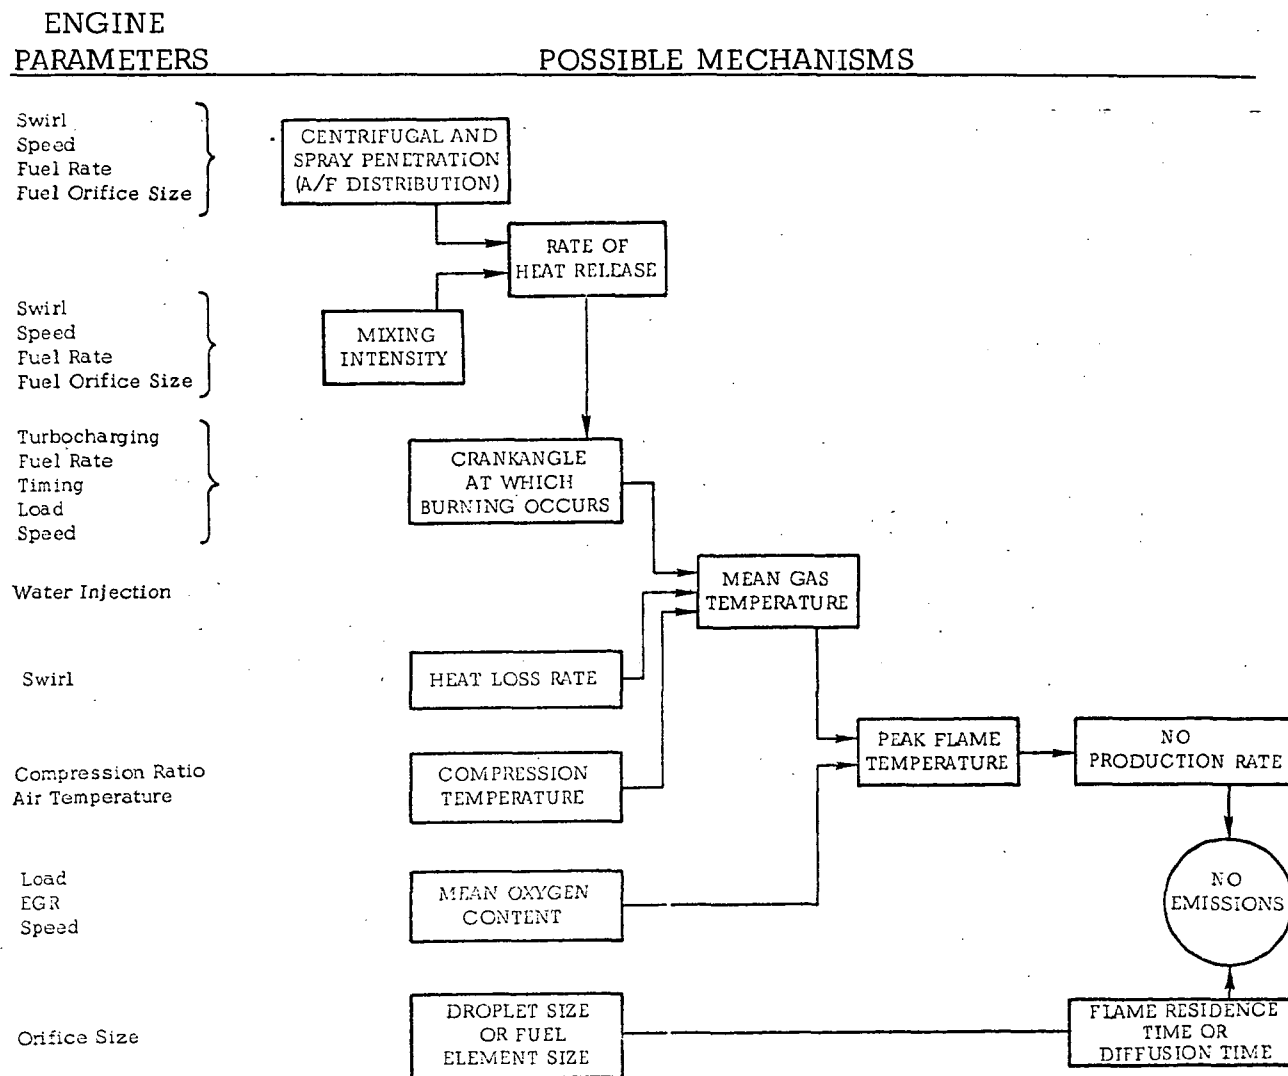 ENGINE
PARAMETERS
POSSIBLE MECHANISMS
Swirl
Speed
Fuel Rate
Fuel Orifice Size
CENTRIFUGAL AND
SPRAY PENETRATION
(A/F DISTRIBUTION)
RATE OF
HEAT RELEASE
Swirl
Speed
Fuel Rate
Fuel Orifice Size
MIXING
INTENSITY
Turbocharging
Fuel Rate
Timing
Load
Speed
CRANKANGLE
AT WHICH
BURNING OCCURS
Water Injection
MEAN GAS
TEMPERATURE
Swirl
HEAT LOSS RATE
Compression Ratio
Air Temperature
COMPRESSION
TEMPERATURE
PEAK FLAME
TEMPERATURE
NO
PRODUCTION RATE
Load
EGR
Speed
MEAN OXYGEN
CONTENT
NO
EMISSIONS
Orifice Size
DROPLET SIZE
OR FUEL
ELEMENT SIZE
FLAME RESIDENCE
TIME OR
DIFFUSION TIME